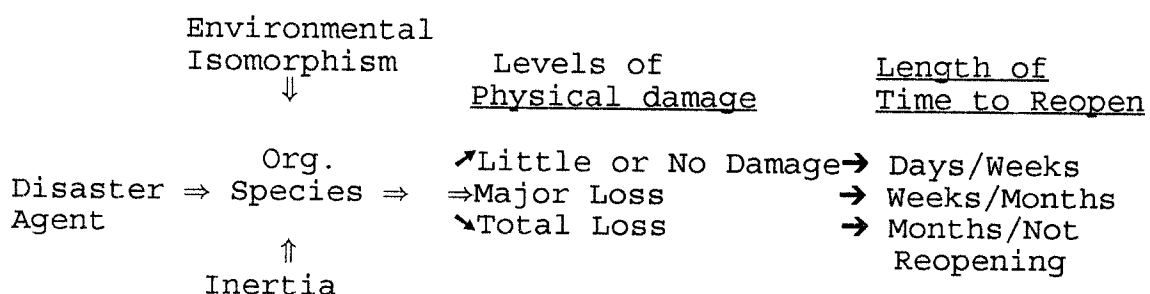 Environmental
Isomorphism
⇓
Levels of
Physical damage
Length of
Time to Reopen
Org.
Disaster ⇒ Species ⇒
Agent
⇑
Inertia
➚Little or No Damage➔ Days/Weeks
⇒Major Loss ➔ Weeks/Months
➘Total Loss ➔ Months/Not
Reopening